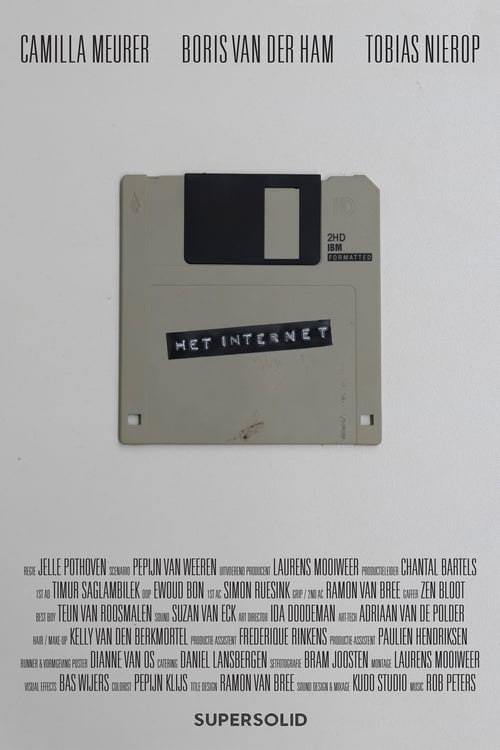 CAMILLA MEURER BORIS VAN DER HAM TOBIAS NIEROP
HD
2HD
IBM
FORMATTED
HET INTERNET
REGIE JELLE POTHOVEN SCENARIO PEPIJN VAN WEEREN UITVOEREND PRODUCENT LAURENS MOOIWEER PRODUCTIELEIDER CHANTAL BARTELS
1ST AD TIMUR SAGLAMBILEK DOP EWOUD BON 1ST AC SIMON RUESINK GRIP / 2ND AC RAMON VAN BREE GAFFER ZEN BLOOT
BEST BOY TEUN VAN ROOSMALEN SOUND SUZAN VAN ECK ART DIRECTOR IDA DOODEMAN ART-TECH ADRIAAN VAN DE POLDER
HAIR / MAKE-UP KELLY VAN DEN BERKMORTEL PRODUCTIE-ASSISTENT FREDERIQUE RINKENS PRODUCTIE-ASSISTENT PAULIEN HENDRIKSEN
RUNNER & VORMGEVING POSTER DIANNE VAN OS CATERING DANIEL LANSBERGEN SETFOTOGRAFIE BRAM JOOSTEN MONTAGE LAURENS MOOIWEER
VISUAL EFFECTS BAS WIJERS COLORIST PEPIJN KLIJS TITLE DESIGN RAMON VAN BREE SOUND DESIGN & MIXAGE KUDO STUDIO MUSIC ROB PETERS
SUPERSOLID